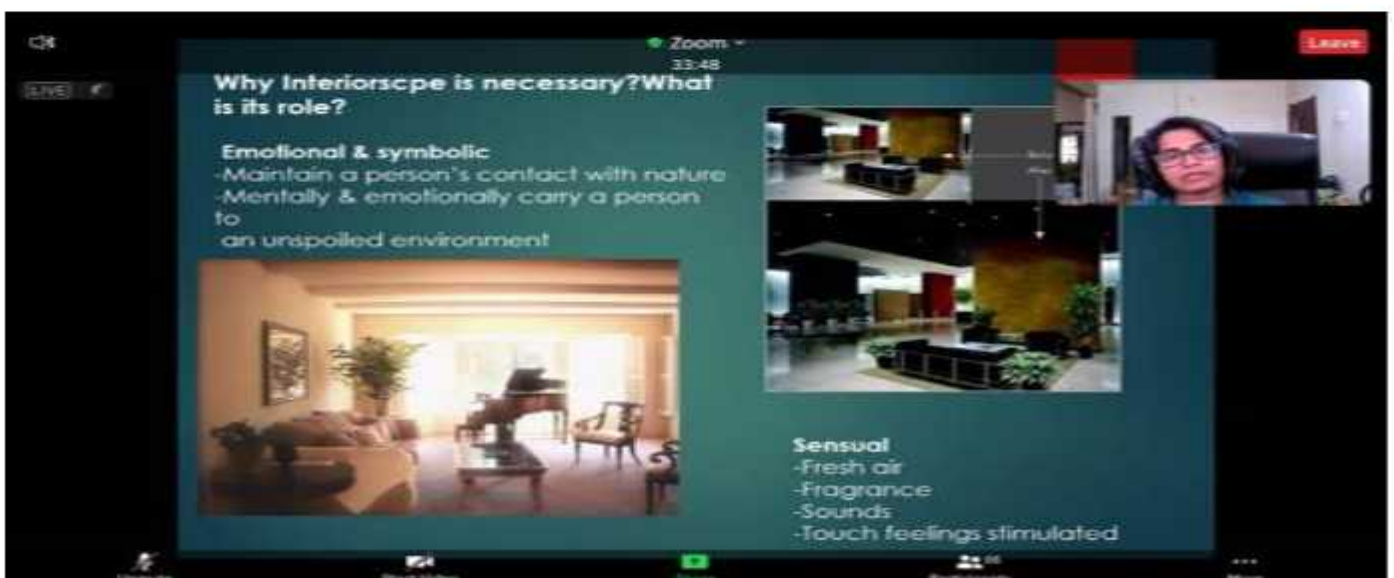 Zoom
33:48
Leave
[LIVE]
Why Interiorscpe is necessary?What
is its role?
Emotional & symbolic
-Maintain a person's contact with nature
-Mentally & emotionally carry a person
to
an unspoiled environment
Sensual
-Fresh air
-Fragrance
-Sounds
-Touch feelings stimulated